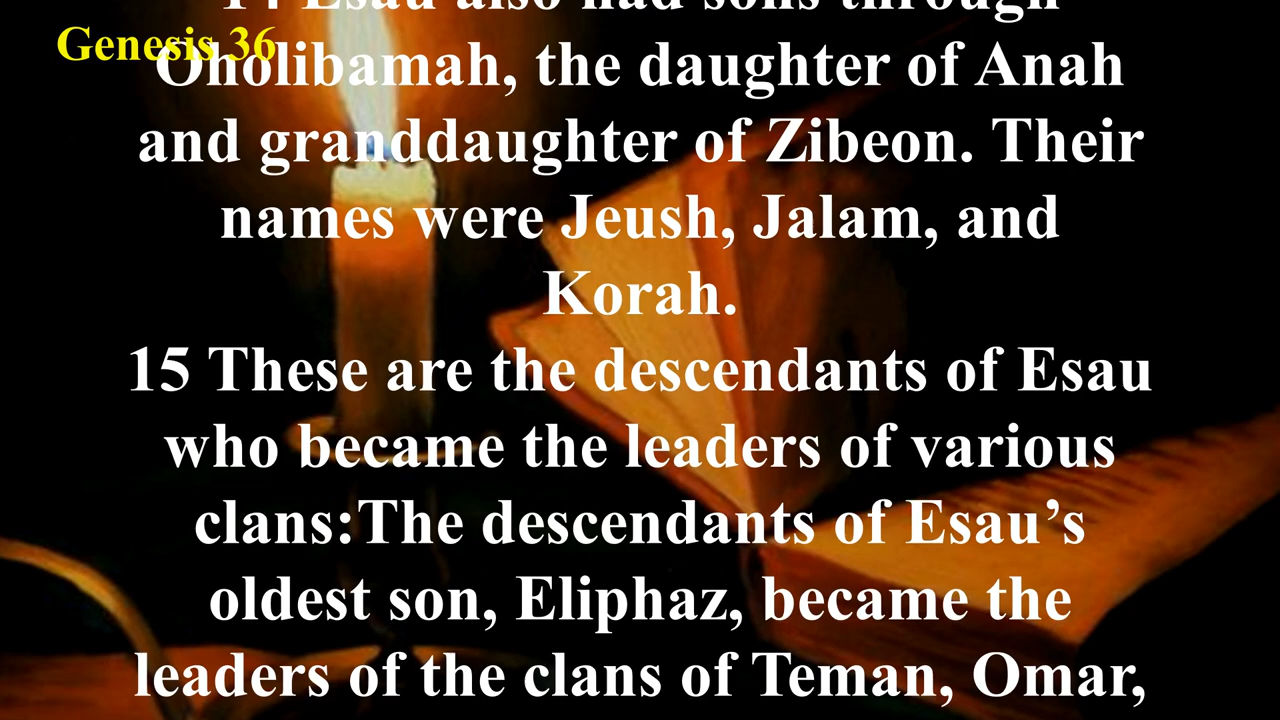 14 Esau also had sons through
Genesis 36
Oholibamah, the daughter of Anah
and granddaughter of Zibeon. Their
names were Jeush, Jalam, and
Korah.
15 These are the descendants of Esau
who became the leaders of various
clans:The descendants of Esau’s
oldest son, Eliphaz, became the
leaders of the clans of Teman, Omar,